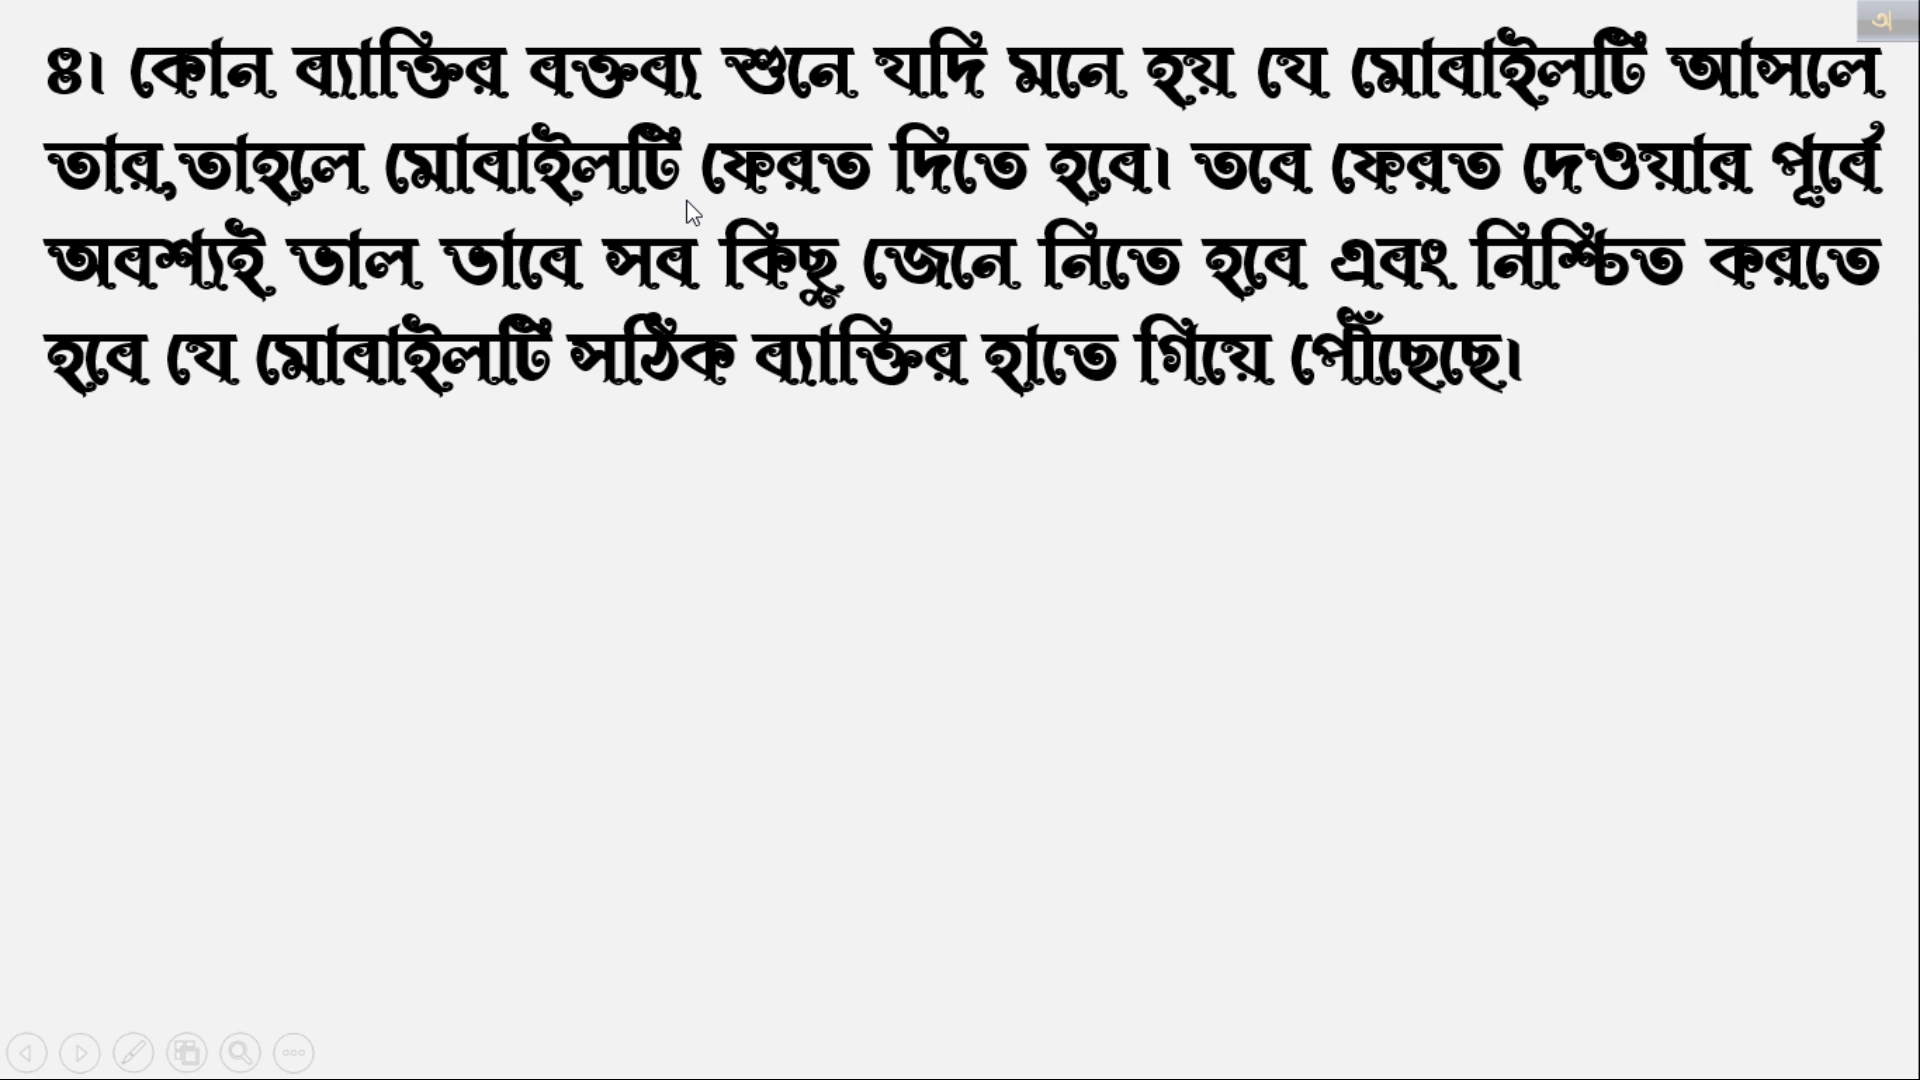 ৪। কোন ব্যাক্তির বক্তব্য শুনে যদি মনে হয় যে মোবাইলটি আসলে
তার,তাহলে মোবাইলটি ফেরত দিতে হবে। তবে ফেরত দেওয়ার পূর্বে
অবশ্যই ভাল ভাবে সব কিছু জেনে নিতে হবে এবং নিশ্চিত করতে
হবে যে মোবাইলটি সঠিক ব্যাক্তির হাতে গিয়ে পৌঁছেছে।
অ